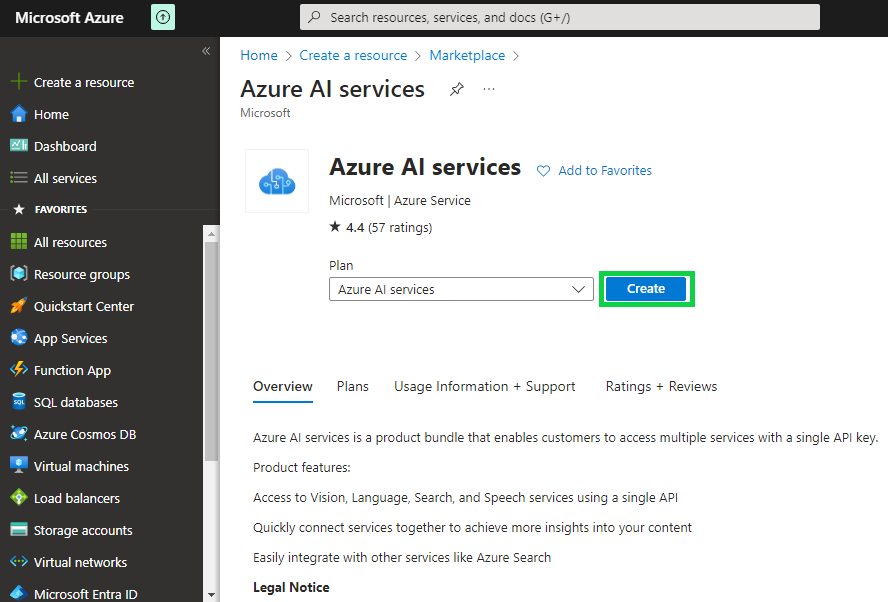 Microsoft Azure
Search resources, services, and docs (G+/)
Create a resource
Home
Dashboard
All services
FAVORITES
All resources
Resource groups
Quickstart Center
App Services
Function App
SQL databases
Azure Cosmos DB
Virtual machines
Load balancers
Storage accounts
Virtual networks
Microsoft Entra ID
Home > Create a resource > Marketplace >
Azure AI services
Microsoft
Azure AI services
Add to Favorites
Microsoft | Azure Service
★ 4.4 (57 ratings)
Plan
Azure AI services
Create
Overview Plans Usage Information + Support Ratings + Reviews
Azure AI services is a product bundle that enables customers to access multiple services with a single API key.
Product features:
Access to Vision, Language, Search, and Speech services using a single API
Quickly connect services together to achieve more insights into your content
Easily integrate with other services like Azure Search
Legal Notice